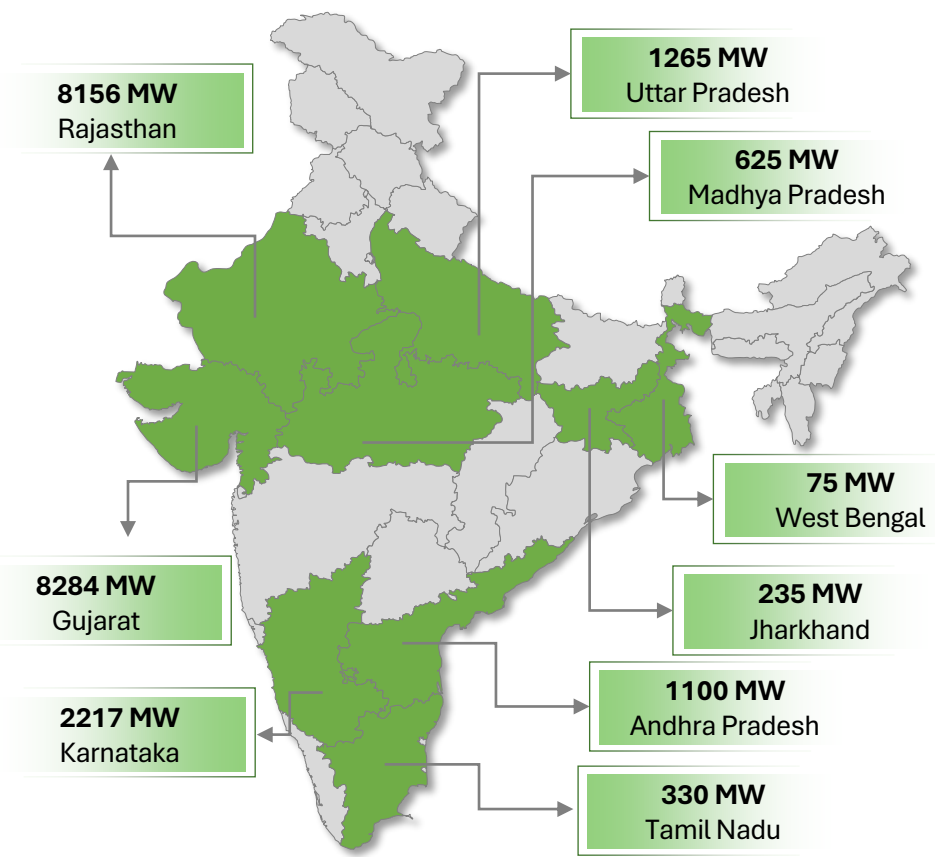 8156 MW
Rajasthan
1265 MW
Uttar Pradesh
625 MW
Madhya Pradesh
75 MW
West Bengal
8284 MW
Gujarat
235 MW
Jharkhand
1100 MW
Andhra Pradesh
2217 MW
Karnataka
330 MW
Tamil Nadu